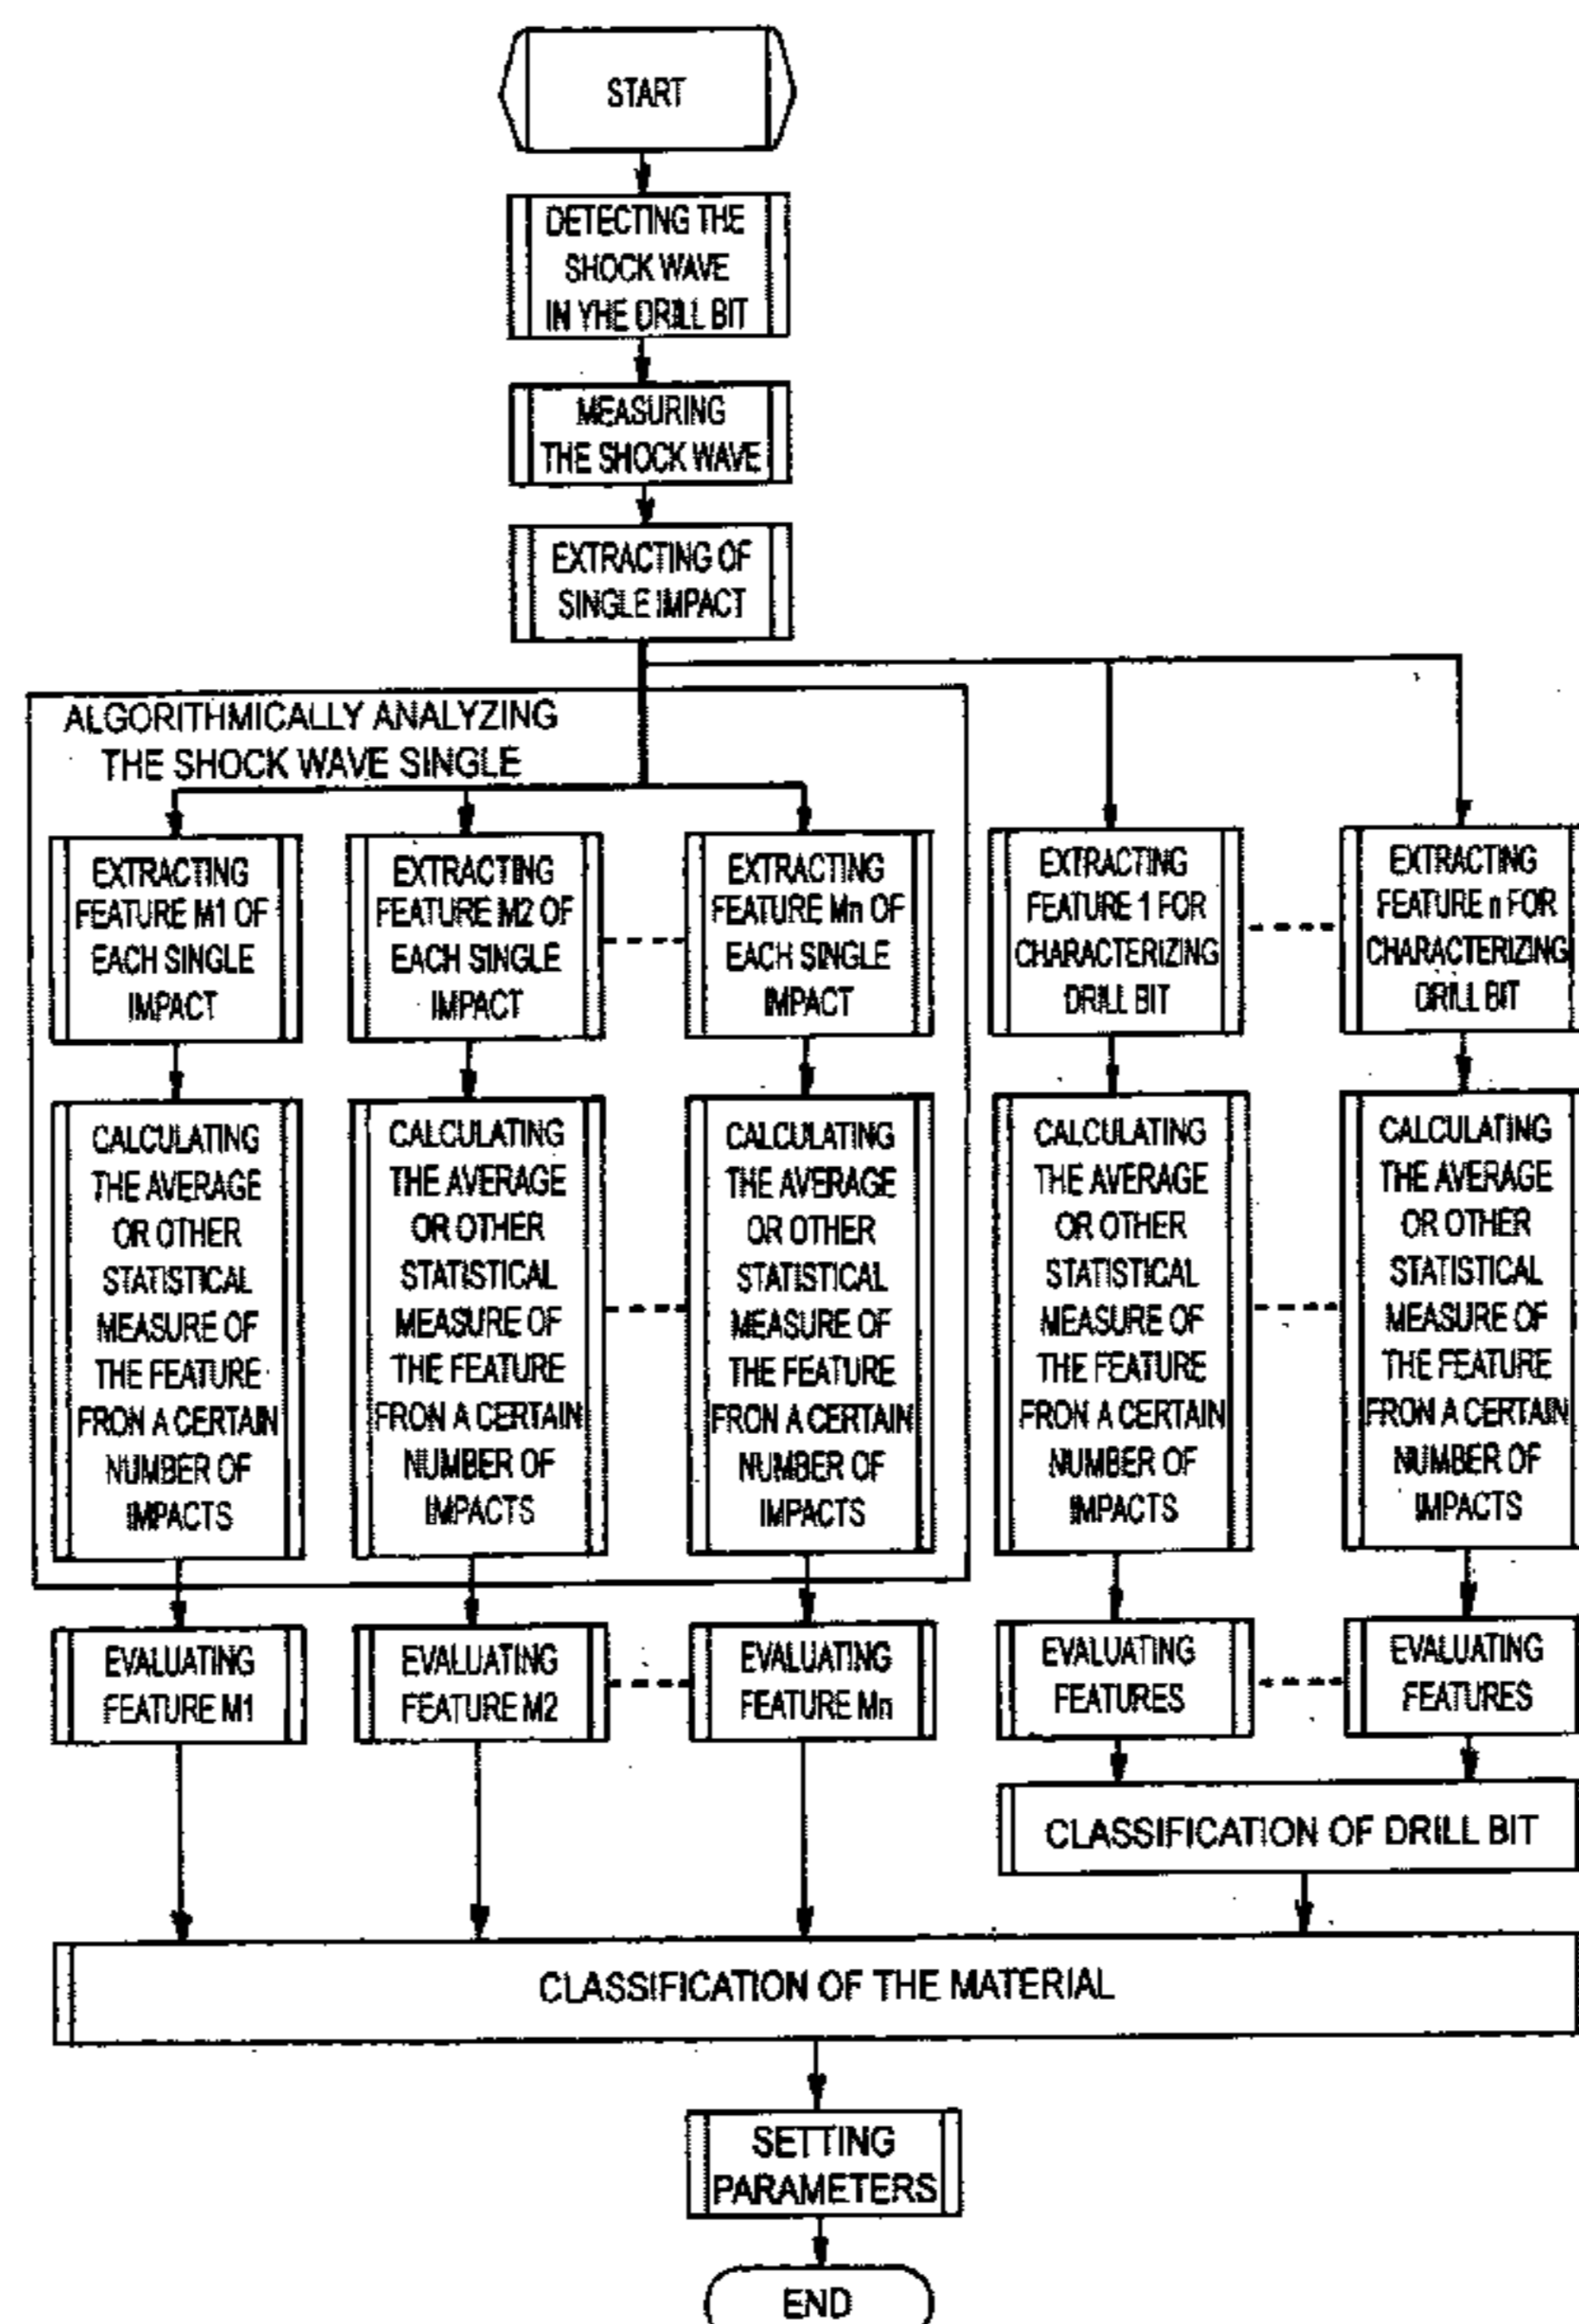 START
DETECTING THE
SHOCK WAVE
IN YHE DRILL BIT
MEASURING
THE SHOCK WAVE
EXTRACTING OF
SINGLE IMPACT
ALGORITHMICALLY ANALYZING
THE SHOCK WAVE SINGLE
EXTRACTING
FEATURE M1 OF
EACH SINGLE
IMPACT
EXTRACTING
FEATURE M2 OF
EACH SINGLE
IMPACT
EXTRACTING
FEATURE Mn OF
EACH SINGLE
IMPACT
EXTRACTING
FEATURE 1 FOR
CHARACTERIZING
DRILL BIT
EXTRACTING
FEATURE n FOR
CHARACTERIZING
DRILL BIT
CALCULATING
THE AVERAGE
OR OTHER
STATISTICAL
MEASURE OF
THE FEATURE
FRON A CERTAIN
NUMBER OF
IMPACTS
CALCULATING
THE AVERAGE
OR OTHER
STATISTICAL
MEASURE OF
THE FEATURE
FRON A CERTAIN
NUMBER OF
IMPACTS
CALCULATING
THE AVERAGE
OR OTHER
STATISTICAL
MEASURE OF
THE FEATURE
FRON A CERTAIN
NUMBER OF
IMPACTS
CALCULATING
THE AVERAGE
OR OTHER
STATISTICAL
MEASURE OF
THE FEATURE
FRON A CERTAIN
NUMBER OF
IMPACTS
CALCULATING
THE AVERAGE
OR OTHER
STATISTICAL
MEASURE OF
THE FEATURE
FRON A CERTAIN
NUMBER OF
IMPACTS
EVALUATING
FEATURE M1
EVALUATING
FEATURE M2
EVALUATING
FEATURE Mn
EVALUATING
FEATURES
EVALUATING
FEATURES
CLASSIFICATION OF DRILL BIT
CLASSIFICATION OF THE MATERIAL
SETTING
PARAMETERS
END